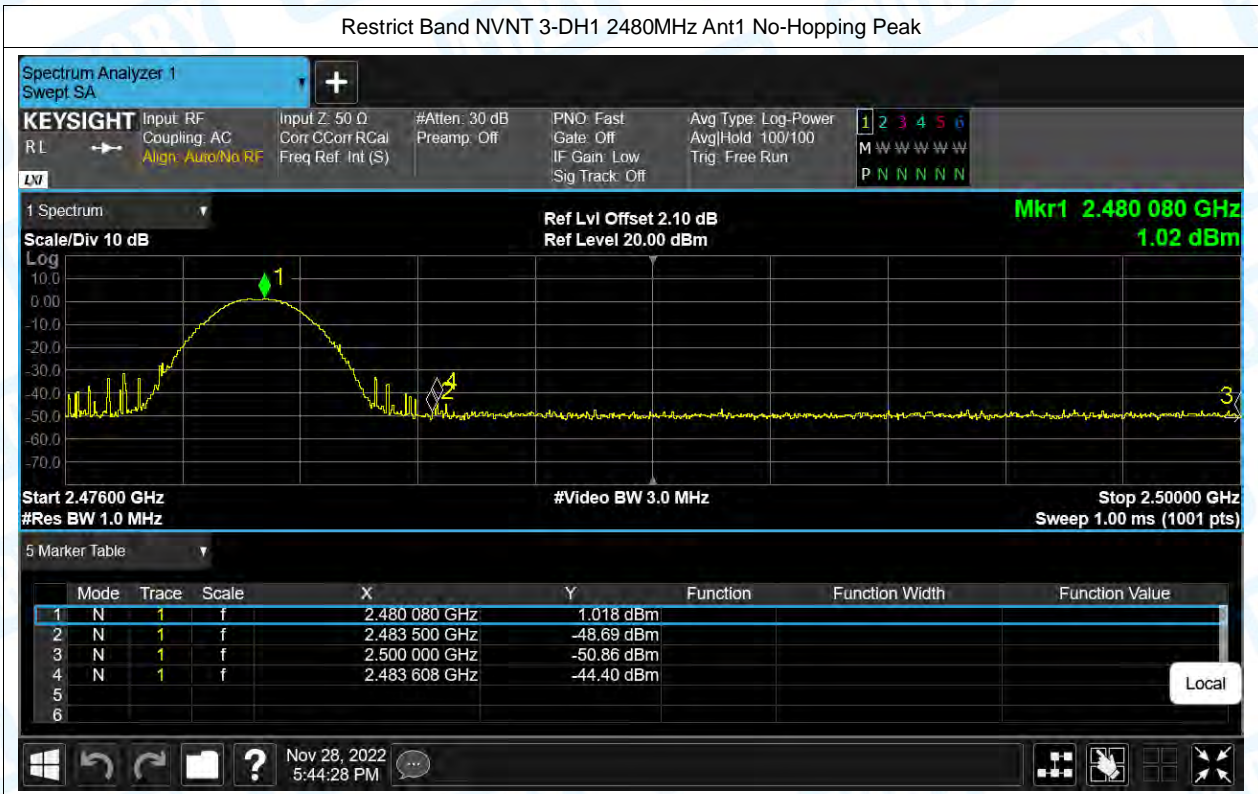 Restrict Band NVNT 3-DH1 2480MHz Ant1 No-Hopping Peak
Spectrum Analyzer 1
Swept SA
+
KEYSIGHT Input: RF Input Z: 50 Ω #Atten: 30 dB PNO: Fast Avg Type: Log-Power 1 2 3 4 5 6
RL Coupling: AC Corr CCorr RCal Preamp: Off Gate: Off Avg|Hold: 100/100 M W W W W W W
Align: Auto/No RF Freq Ref: Int (S) IF Gain: Low Trig: Free Run
LXI Sig Track: Off P N N N N N N
1 Spectrum Ref Lvl Offset 2.10 dB Mkr1 2.480 080 GHz
Scale/Div 10 dB Ref Level 20.00 dBm 1.02 dBm
Log
10.0 1
0.00
-10.0
-20.0
-30.0
-40.0 4
2 3
-50.0
-60.0
-70.0
Start 2.47600 GHz #Video BW 3.0 MHz Stop 2.50000 GHz
#Res BW 1.0 MHz Sweep 1.00 ms (1001 pts)
5 Marker Table
Mode Trace Scale X Y Function Function Width Function Value
1 N 1 f 2.480 080 GHz 1.018 dBm
2 N 1 f 2.483 500 GHz -48.69 dBm
3 N 1 f 2.500 000 GHz -50.86 dBm
4 N 1 f 2.483 608 GHz -44.40 dBm
5 Local
6
? Nov 28, 2022
5:44:28 PM